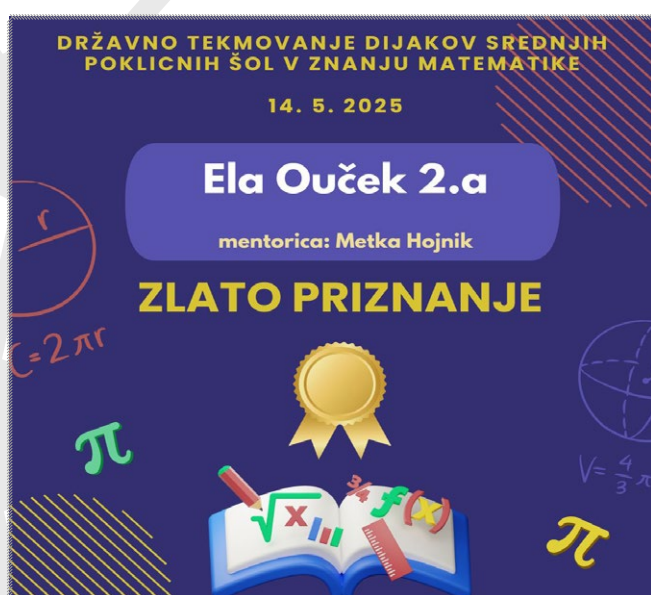 DRŽAVNO TEKMOVANJE DIJAKOV SREDNJIH
POKLICNIH ŠOL V ZNANJU MATEMATIKE
14. 5. 2025
Ela Ouček 2.a
mentorica: Metka Hojnik
ZLATO PRIZNANJE
r
C=2πr
π
V= 4/3 π
3/4
√x
f(x)
π